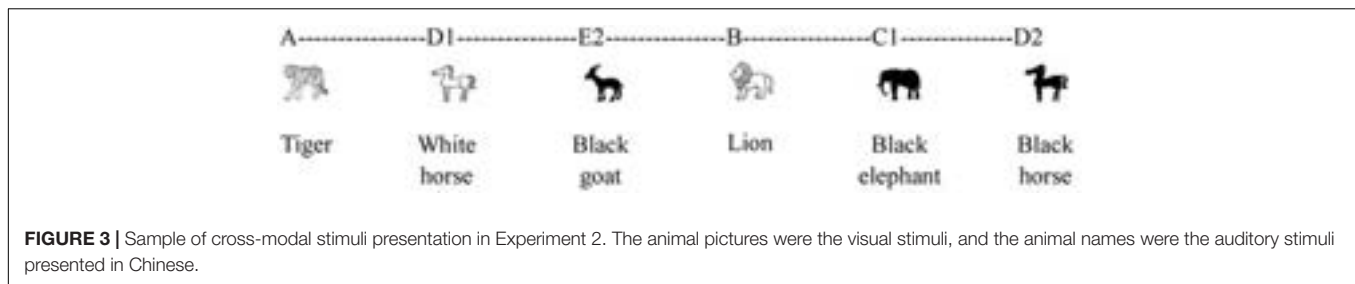 A-----------------D1----------------E2----------------B-----------------C1---------------D2
Tiger White Black Lion Black Black
horse goat elephant horse
FIGURE 3 | Sample of cross-modal stimuli presentation in Experiment 2. The animal pictures were the visual stimuli, and the animal names were the auditory stimuli
presented in Chinese.